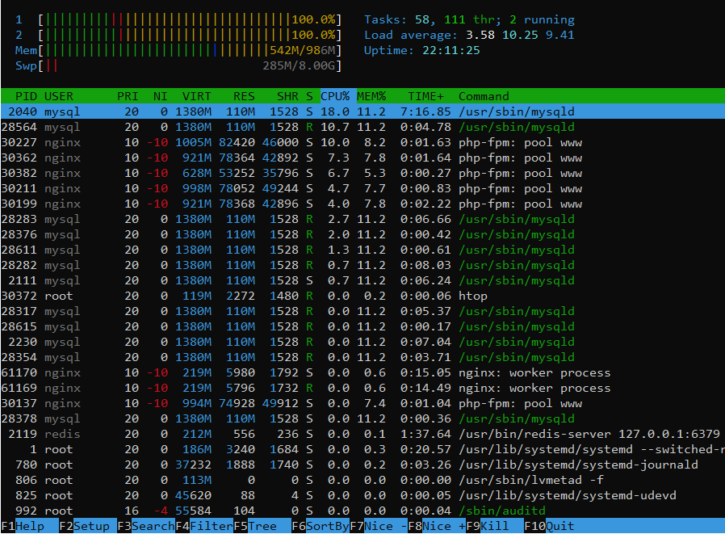 1 [||||||||||||||||||||||||||||||||||100.0%] Tasks: 58, 111 thr; 2 running
2 [||||||||||||||||||||||||||||||||||100.0%] Load average: 3.58 10.25 9.41
Mem[|||||||||||||||||||||||||||||||542M/986M] Uptime: 22:11:25
Swp[|| 285M/8.00G]
PID USER PRI NI VIRT RES SHR S CPU% MEM% TIME+ Command
2040 mysql 20 0 1380M 110M 1528 S 18.0 11.2 7:16.85 /usr/sbin/mysqld
28564 mysql 20 0 1380M 110M 1528 R 10.7 11.2 0:04.78 /usr/sbin/mysqld
30227 nginx 10 -10 1005M 82420 46000 S 10.0 8.2 0:01.63 php-fpm: pool www
30362 nginx 10 -10 921M 78364 42892 S 7.3 7.8 0:01.64 php-fpm: pool www
30382 nginx 10 -10 628M 53252 35796 S 6.7 5.3 0:00.27 php-fpm: pool www
30211 nginx 10 -10 998M 78052 49244 S 4.7 7.7 0:00.83 php-fpm: pool www
30199 nginx 10 -10 921M 78368 42896 S 4.0 7.8 0:02.22 php-fpm: pool www
28283 mysql 20 0 1380M 110M 1528 R 2.7 11.2 0:06.66 /usr/sbin/mysqld
28376 mysql 20 0 1380M 110M 1528 R 2.0 11.2 0:00.42 /usr/sbin/mysqld
28611 mysql 20 0 1380M 110M 1528 R 1.3 11.2 0:00.61 /usr/sbin/mysqld
28282 mysql 20 0 1380M 110M 1528 R 0.7 11.2 0:08.03 /usr/sbin/mysqld
2111 mysql 20 0 1380M 110M 1528 S 0.7 11.2 0:06.24 /usr/sbin/mysqld
30372 root 20 0 119M 2272 1480 R 0.0 0.2 0:00.06 htop
28317 mysql 20 0 1380M 110M 1528 R 0.0 11.2 0:05.37 /usr/sbin/mysqld
28615 mysql 20 0 1380M 110M 1528 R 0.0 11.2 0:00.17 /usr/sbin/mysqld
2230 mysql 20 0 1380M 110M 1528 R 0.0 11.2 0:07.04 /usr/sbin/mysqld
28354 mysql 20 0 1380M 110M 1528 R 0.0 11.2 0:03.71 /usr/sbin/mysqld
61170 nginx 10 -10 219M 5980 1792 S 0.0 0.6 0:15.05 nginx: worker process
61169 nginx 10 -10 219M 5796 1732 R 0.0 0.6 0:14.49 nginx: worker process
30137 nginx 10 -10 994M 74928 49912 S 0.0 7.4 0:01.04 php-fpm: pool www
28378 mysql 20 0 1380M 110M 1528 S 0.0 11.2 0:00.36 /usr/sbin/mysqld
2119 redis 20 0 212M 556 236 S 0.0 0.1 1:37.64 /usr/bin/redis-server 127.0.0.1:6379
1 root 20 0 186M 3240 1684 S 0.0 0.3 0:20.57 /usr/lib/systemd/systemd --switched-r
780 root 20 0 37232 1888 1740 S 0.0 0.2 0:03.26 /usr/lib/systemd/systemd-journald
806 root 20 0 113M 0 0 S 0.0 0.0 0:00.00 /usr/sbin/lvmetad -f
825 root 20 0 45620 88 4 S 0.0 0.0 0:00.05 /usr/lib/systemd/systemd-udevd
992 root 16 -4 55584 104 0 S 0.0 0.0 0:00.04 /sbin/auditd
F1Help F2Setup F3SearchF4FilterF5Tree F6SortByF7Nice -F8Nice +F9Kill F10Quit